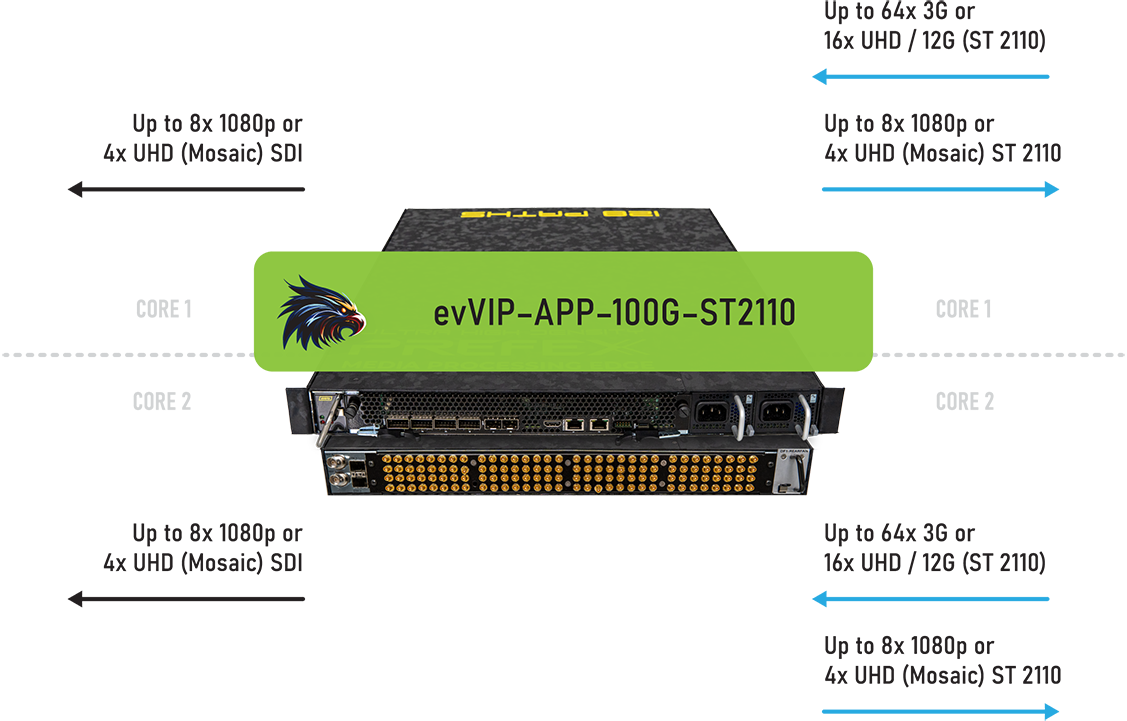 Up to 64x 3G or
16x UHD / 12G (ST 2110)
Up to 8x 1080p or
4x UHD (Mosaic) SDI
Up to 8x 1080p or
4x UHD (Mosaic) ST 2110
128 PATHS
evVIP-APP-100G-ST2110
CORE 1
CORE 1
CORE 2
CORE 2
Up to 8x 1080p or
4x UHD (Mosaic) SDI
Up to 64x 3G or
16x UHD / 12G (ST 2110)
Up to 8x 1080p or
4x UHD (Mosaic) ST 2110